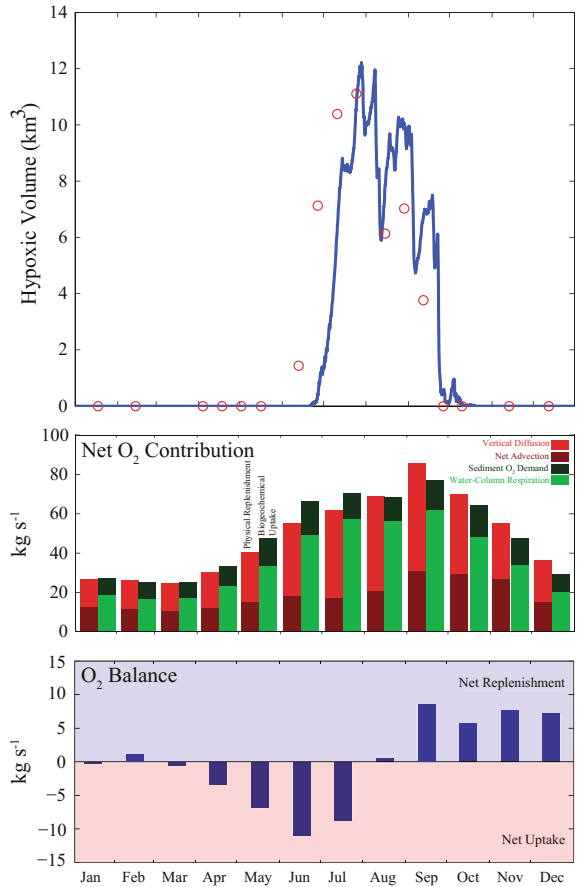 14
12
10
8
6
4
2
0
Hypoxic Volume (km³)
Net O₂ Contribution
Vertical Diffusion
Net Advection
Sediment O₂ Demand
Water-Column Respiration
Physical Replenishment
Biogeochemical
Uptake
100
80
60
40
20
0
kg s⁻¹
O₂ Balance
Net Replenishment
Net Uptake
15
10
5
0
−5
−10
−15
kg s⁻¹
Jan Feb Mar Apr May Jun Jul Aug Sep Oct Nov Dec